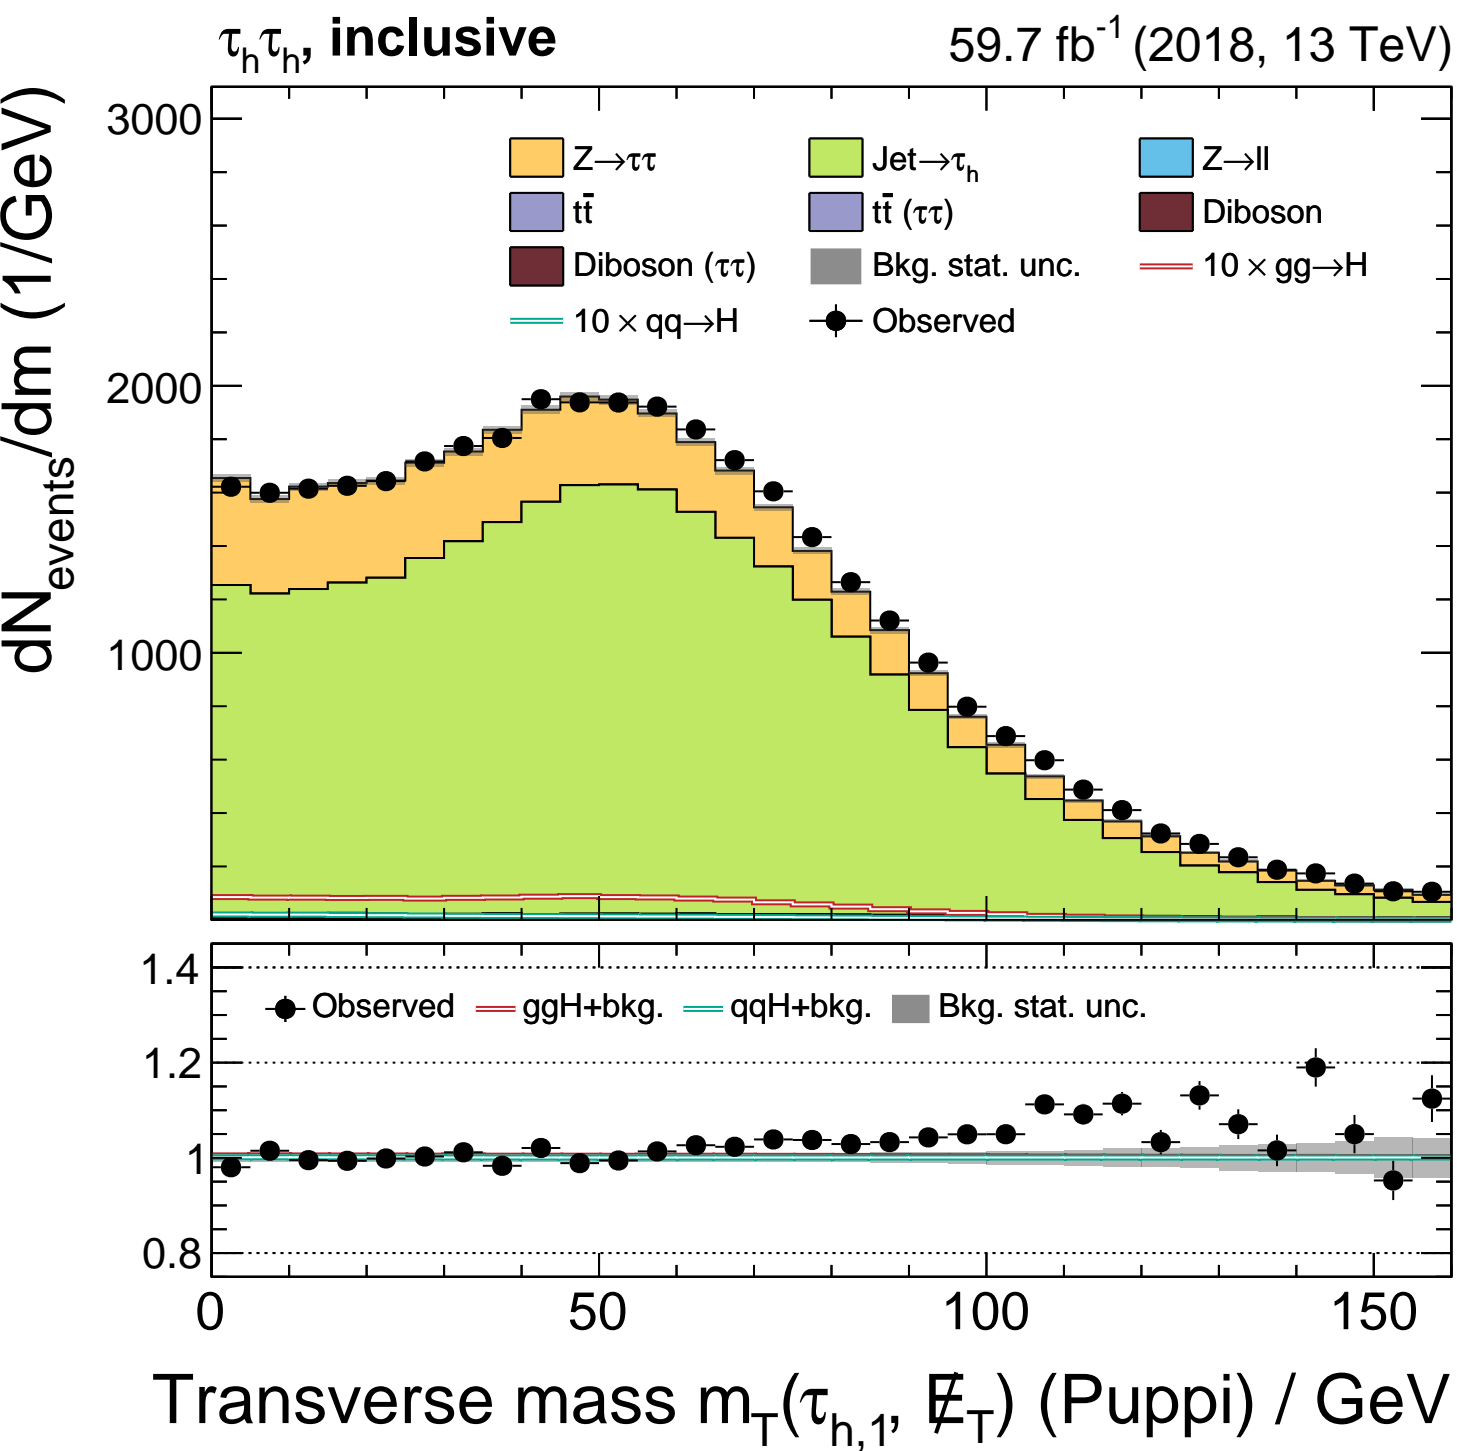 τhτh, inclusive 59.7 fb-1 (2018, 13 TeV)
dNevents/dm (1/GeV)
3000
2000
1000
Z→ττ Jet→τh Z→ll
tt̄ tt̄ (ττ) Diboson
Diboson (ττ) Bkg. stat. unc. 10 × gg→H
10 × qq→H Observed
1.4
1.2
1
0.8
Observed ggH+bkg. qqH+bkg. Bkg. stat. unc.
0 50 100 150
Transverse mass mT(τh,1, E̸T) (Puppi) / GeV